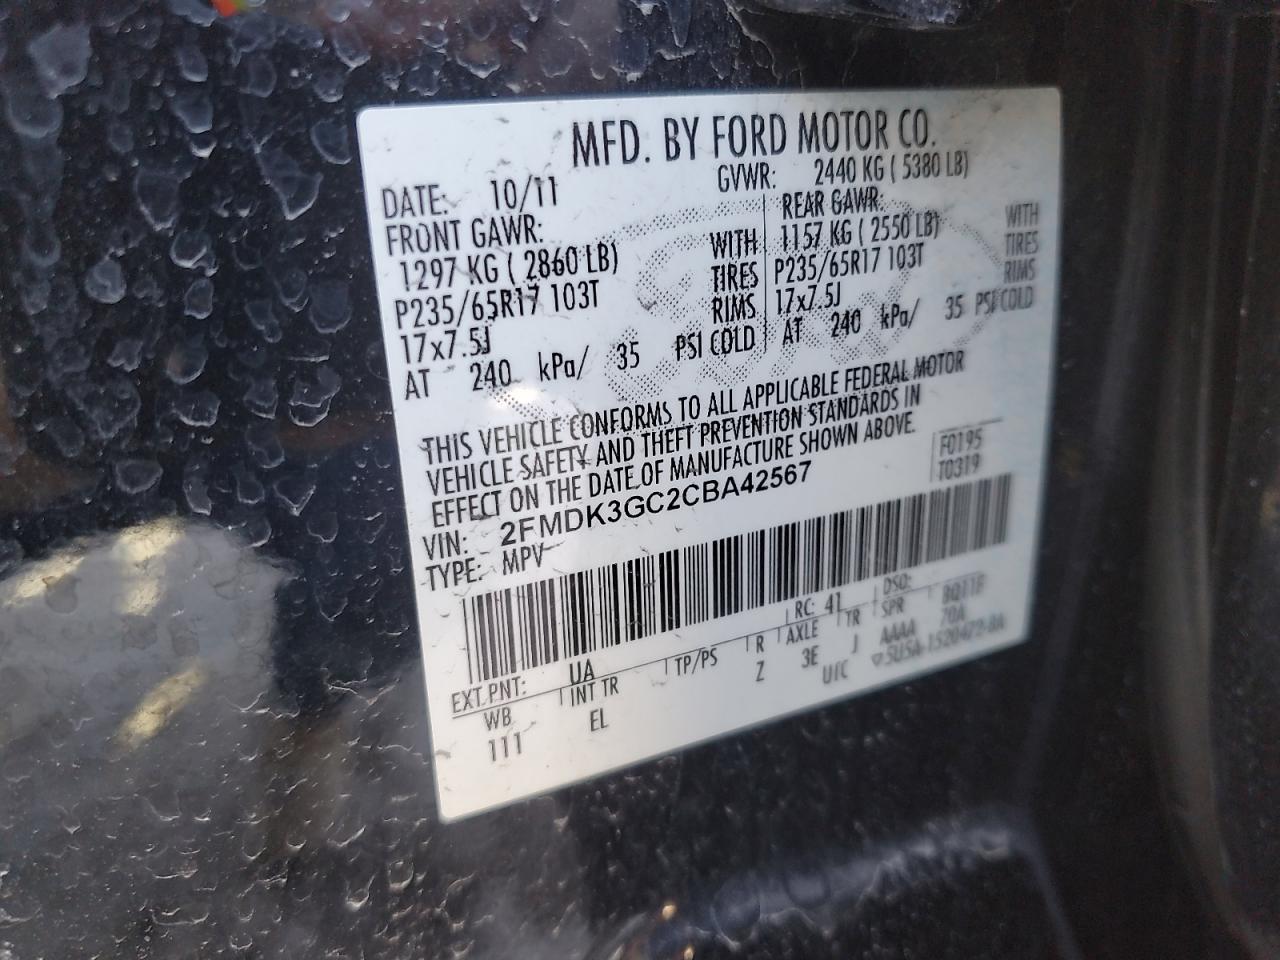 MFD. BY FORD MOTOR CO.
DATE: 10/11 GVWR: 2440 KG ( 5380 LB)
FRONT GAWR: REAR GAWR:
1297 KG ( 2860 LB) WITH 1157 KG ( 2550 LB) WITH
P235/65R17 103T TIRES P235/65R17 103T TIRES
17x7.5J RIMS 17x7.5J RIMS
AT 240 kPa/ 35 PSI COLD AT 240 kPa/ 35 PSI COLD
THIS VEHICLE CONFORMS TO ALL APPLICABLE FEDERAL MOTOR
VEHICLE SAFETY AND THEFT PREVENTION STANDARDS IN
EFFECT ON THE DATE OF MANUFACTURE SHOWN ABOVE.
F0195
T0319
VIN: 2FMDK3GC2CBA42567
TYPE: MPV
EXT PNT: UA RC: 41 DSO:
WB INT TR TP/PS R AXLE TR SPR
111 EL Z 3E J AAAA 70A
UTC